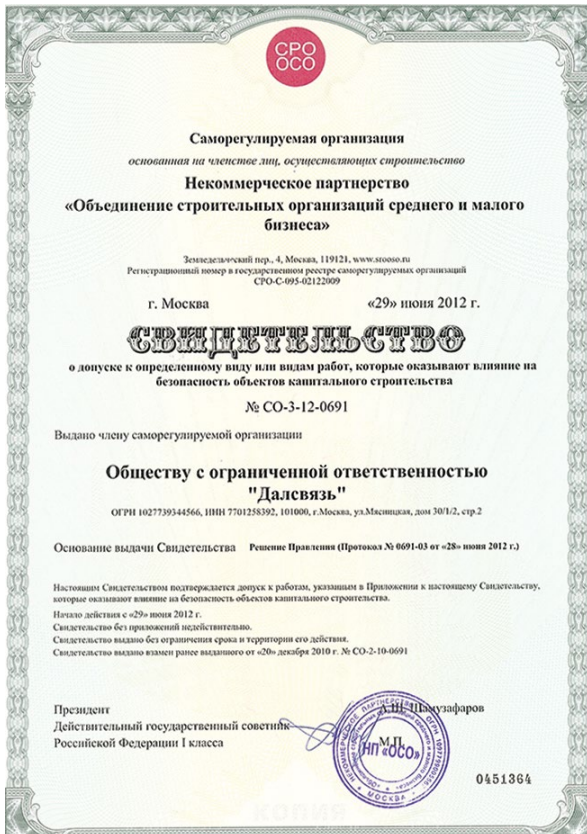 СРО
ОСО
Саморегулируемая организация
основанная на членстве лиц, осуществляющих строительство
Некоммерческое партнерство
«Объединение строительных организаций среднего и малого
бизнеса»
Земледельческий пер., 4, Москва, 119121, www.srooso.ru
Регистрационный номер в государственном реестре саморегулируемых организаций
СРО-С-095-02122009
г. Москва «29» июня 2012 г.
СВИДЕТЕЛЬСТВО
о допуске к определенному виду или видам работ, которые оказывают влияние на
безопасность объектов капитального строительства
№ СО-3-12-0691
Выдано члену саморегулируемой организации
Обществу с ограниченной ответственностью
"Далсвязь"
ОГРН 1027739344566, ИНН 7701258392, 101000, г.Москва, ул.Мясницкая, дом 30/1/2, стр.2
Основание выдачи Свидетельства Решение Правления (Протокол № 0691-03 от «28» июня 2012 г.)
Настоящим Свидетельством подтверждается допуск к работам, указанным в Приложении к настоящему Свидетельству,
которые оказывают влияние на безопасность объектов капитального строительства.
Начало действия с «29» июня 2012 г.
Свидетельство без приложений недействительно.
Свидетельство выдано без ограничения срока и территории его действия.
Свидетельство выдано взамен ранее выданного от «20» декабря 2010 г. № СО-2-10-0691
Президент А.Ш. Шамузафаров
Действительный государственный советник
Российской Федерации I класса М.П.
НЕКОММЕРЧЕСКОЕ ПАРТНЕРСТВО
НП «ОСО»
МОСКВА
0451364
КОПИЯ